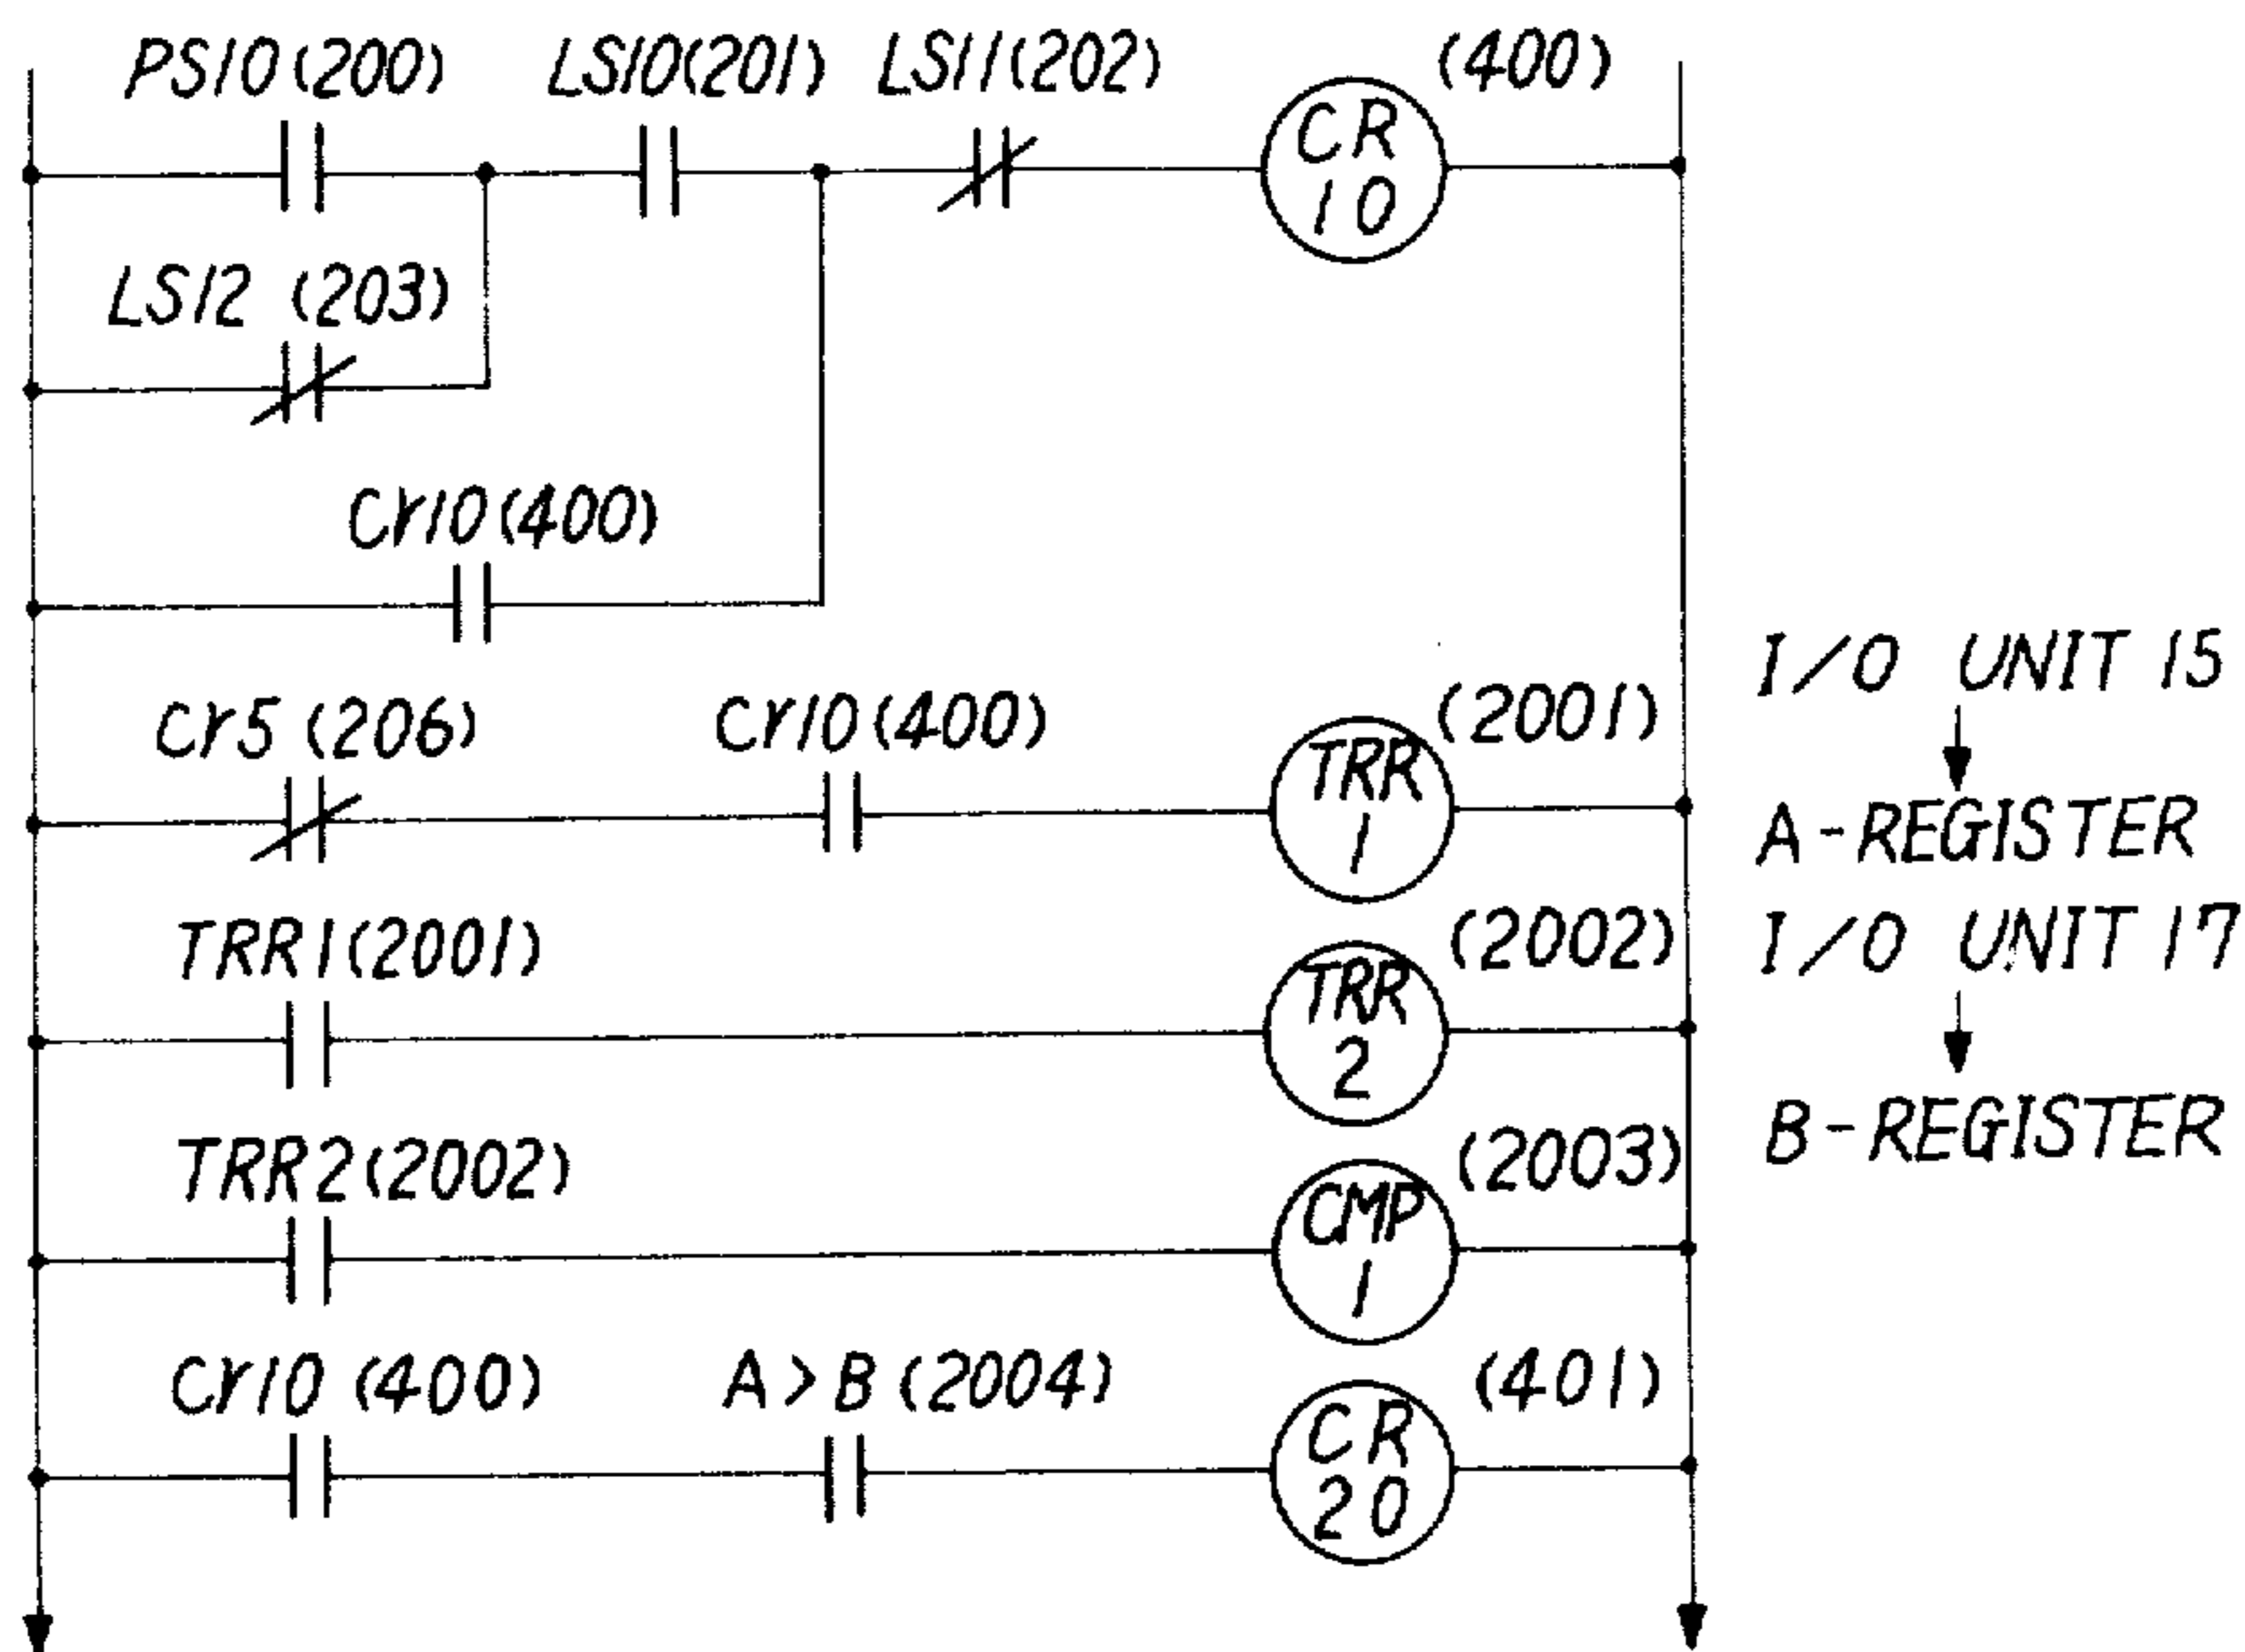 PS10(200) LS10(201) LS11(202) (400)
CR
10
LS12 (203)
Cr10(400)
I/O UNIT 15
Cr5 (206) Cr10(400) (2001)
TRR
1
A-REGISTER
TRR1(2001) (2002)
I/O UNIT 17
TRR
2
B-REGISTER
TRR2(2002) (2003)
CMP
1
Cr10 (400) A>B(2004) (401)
CR
20